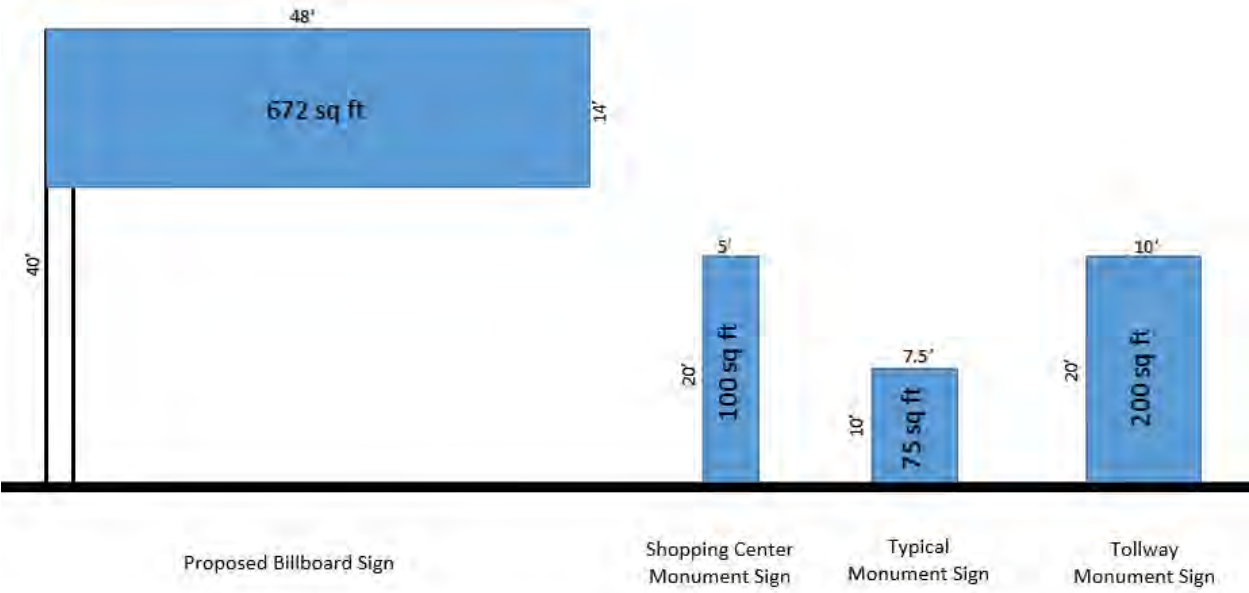 48'
672 sq ft
14'
40'
5'
20'
100 sq ft
7.5'
10'
75 sq ft
10'
20'
200 sq ft
Proposed Billboard Sign
Shopping Center
Monument Sign
Typical
Monument Sign
Tollway
Monument Sign